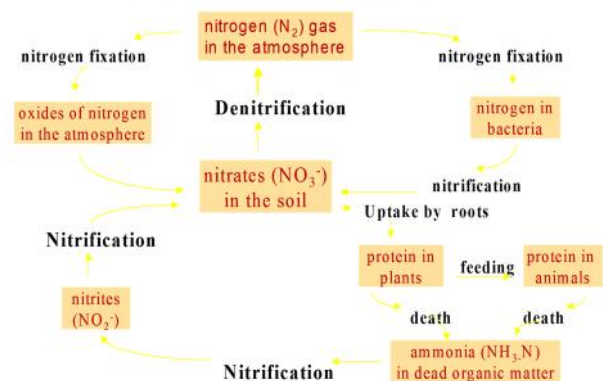 nitrogen (N₂) gas
in the atmosphere
nitrogen fixation
nitrogen fixation
oxides of nitrogen
in the atmosphere
Denitrification
nitrogen in
bacteria
nitrates (NO₃⁻)
in the soil
nitrification
Uptake by roots
Nitrification
protein in
plants
feeding
protein in
animals
nitrites
(NO₂⁻)
death
death
Nitrification
ammonia (NH₃.N)
in dead organic matter